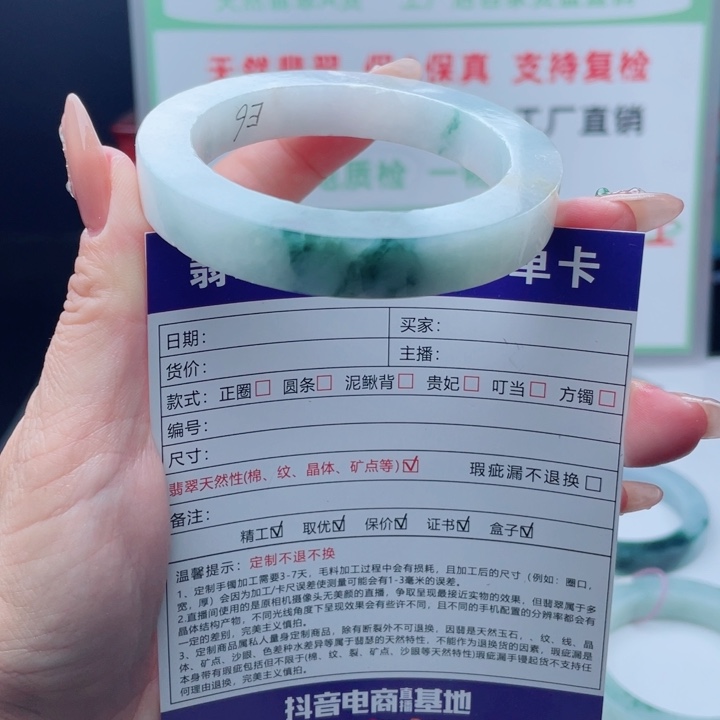 天然翡翠 保真 支持复检
工厂直销
质检 一
93
翡 单卡
日期： 买家：
货价： 主播：
款式：正圈□ 圆条□ 泥鳅背□ 贵妃□ 叮当□ 方镯□
编号：
尺寸：
翡翠天然性(棉、纹、晶体、矿点等)☑ 瑕疵漏不退换□
备注：
精工☑ 取优☑ 保价☑ 证书☑ 盒子☑
温馨提示：定制不退不换
1、定制手镯加工需要3-7天，毛料加工过程中会有损耗，且加工后的尺寸（例如：圈口，
宽，厚）会因为加工/卡尺误差使测量可能会有1-3毫米的误差。
2.直播间使用的是原相机摄像头无美颜的直播，争取呈现最接近实物的效果，但翡翠属于多
晶体结构产物，不同光线角度下呈现效果会有些许不同，且不同的手机配置的分辨率都会有
一定的差别，完美主义慎拍。
3、定制商品属私人量身定制商品，除有断裂外不可退换，因翡是天然玉石，、纹、线、晶
体、矿点、沙眼、色差种水差异等属于翡瑟的天然特性，不能作为退换货的因素，瑕疵漏是
本身带有瑕疵包括但不限于(棉、纹、裂、矿点、沙眼等天然特性)瑕疵漏手镯起货不支持任
何理由退换，完美主义慎拍。
抖音电商直播基地